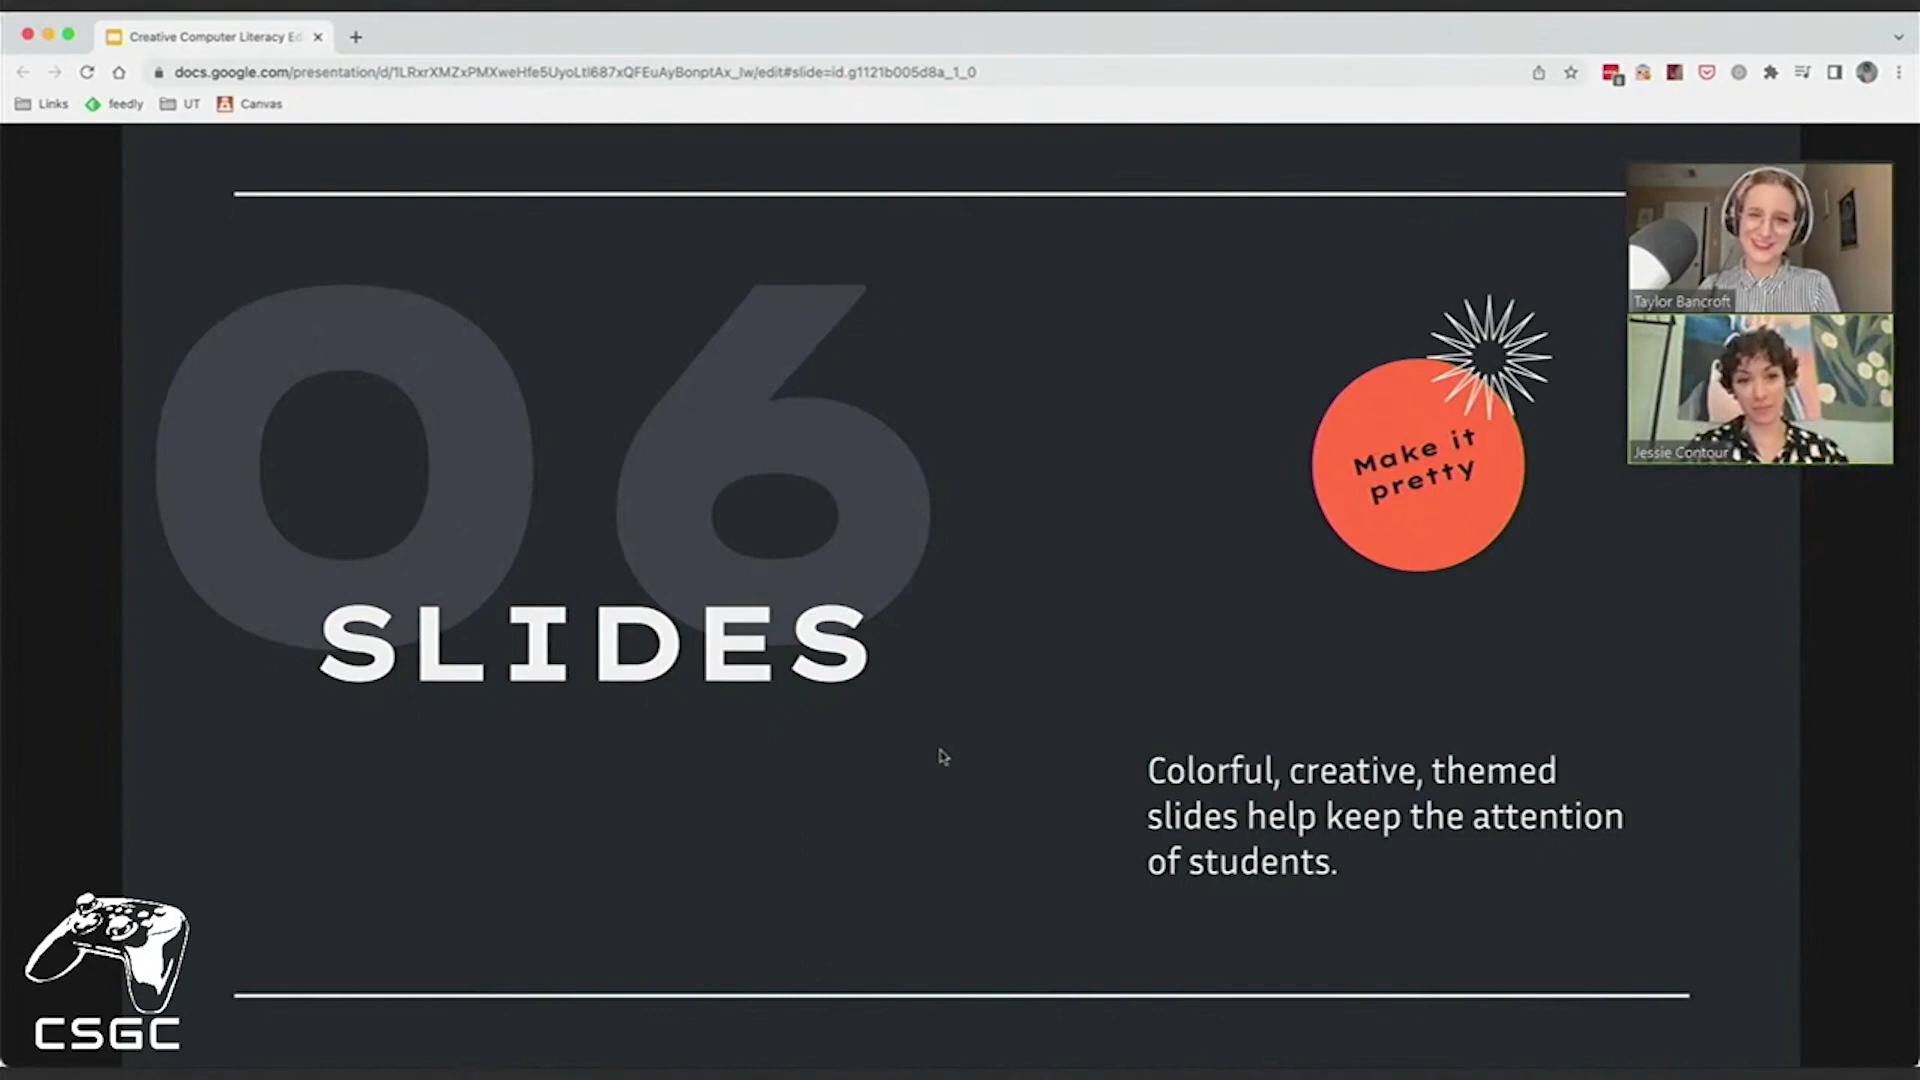 Creative Computer Literacy Ed
docs.google.com/presentation/d/1LRxrXMZxPMXweHfe5UyoLtl687xQFEuAyBonptAx_Iw/edit#slide=id.g1121b005d8a_1_0
Links feedly UT Canvas
Taylor Bancroft
Jessie Contour
06
SLIDES
Make it
pretty
Colorful, creative, themed
slides help keep the attention
of students.
CSGC